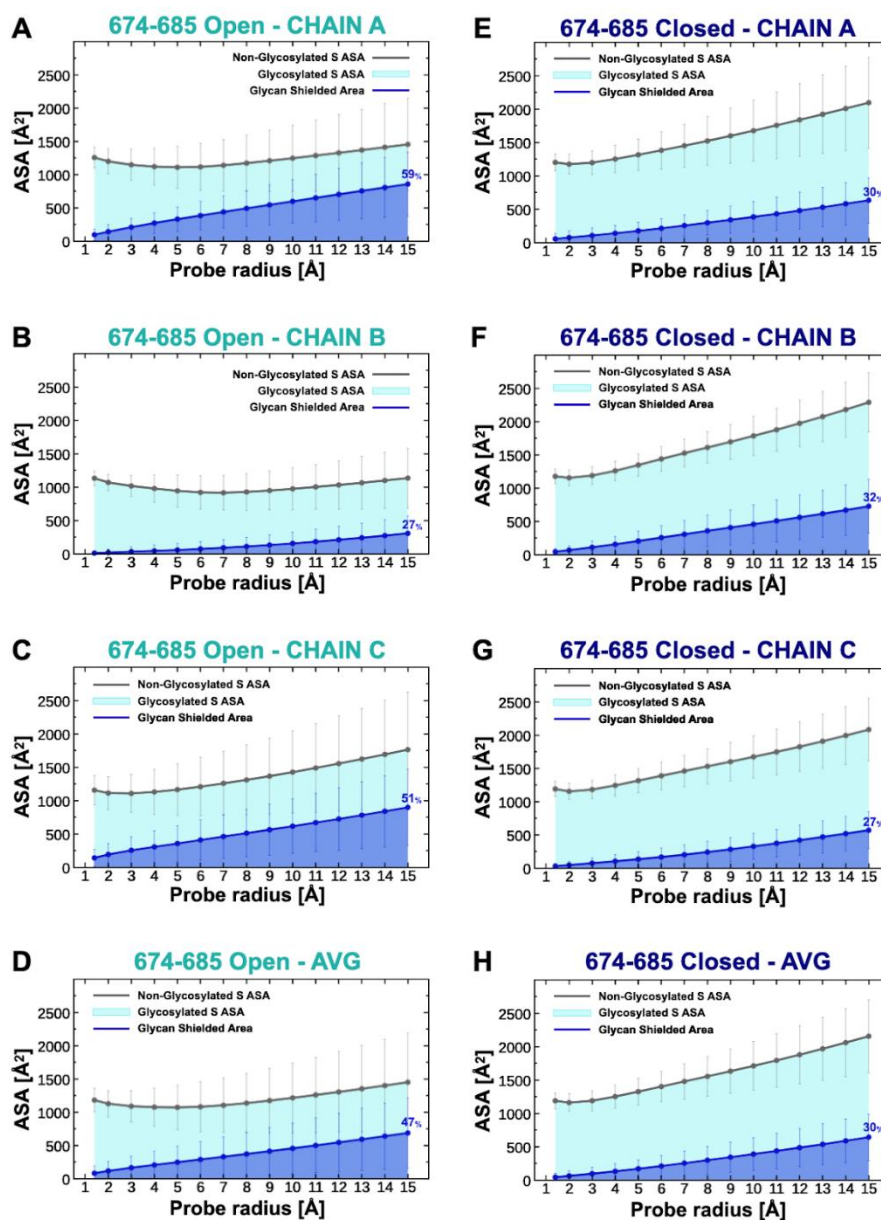 A
674-685 Open - CHAIN A
Non-Glycosylated S ASA
Glycosylated S ASA
Glycan Shielded Area
ASA [Å²]
2500
2000
1500
1000
500
0
59%
1 2 3 4 5 6 7 8 9 10 11 12 13 14 15
Probe radius [Å]
E
674-685 Closed - CHAIN A
Non-Glycosylated S ASA
Glycosylated S ASA
Glycan Shielded Area
ASA [Å²]
2500
2000
1500
1000
500
0
30%
1 2 3 4 5 6 7 8 9 10 11 12 13 14 15
Probe radius [Å]
B
674-685 Open - CHAIN B
Non-Glycosylated S ASA
Glycosylated S ASA
Glycan Shielded Area
ASA [Å²]
2500
2000
1500
1000
500
0
27%
1 2 3 4 5 6 7 8 9 10 11 12 13 14 15
Probe radius [Å]
F
674-685 Closed - CHAIN B
Non-Glycosylated S ASA
Glycosylated S ASA
Glycan Shielded Area
ASA [Å²]
2500
2000
1500
1000
500
0
32%
1 2 3 4 5 6 7 8 9 10 11 12 13 14 15
Probe radius [Å]
C
674-685 Open - CHAIN C
Non-Glycosylated S ASA
Glycosylated S ASA
Glycan Shielded Area
ASA [Å²]
2500
2000
1500
1000
500
0
51%
1 2 3 4 5 6 7 8 9 10 11 12 13 14 15
Probe radius [Å]
G
674-685 Closed - CHAIN C
Non-Glycosylated S ASA
Glycosylated S ASA
Glycan Shielded Area
ASA [Å²]
2500
2000
1500
1000
500
0
27%
1 2 3 4 5 6 7 8 9 10 11 12 13 14 15
Probe radius [Å]
D
674-685 Open - AVG
Non-Glycosylated S ASA
Glycosylated S ASA
Glycan Shielded Area
ASA [Å²]
2500
2000
1500
1000
500
0
47%
1 2 3 4 5 6 7 8 9 10 11 12 13 14 15
Probe radius [Å]
H
674-685 Closed - AVG
Non-Glycosylated S ASA
Glycosylated S ASA
Glycan Shielded Area
ASA [Å²]
2500
2000
1500
1000
500
0
30%
1 2 3 4 5 6 7 8 9 10 11 12 13 14 15
Probe radius [Å]